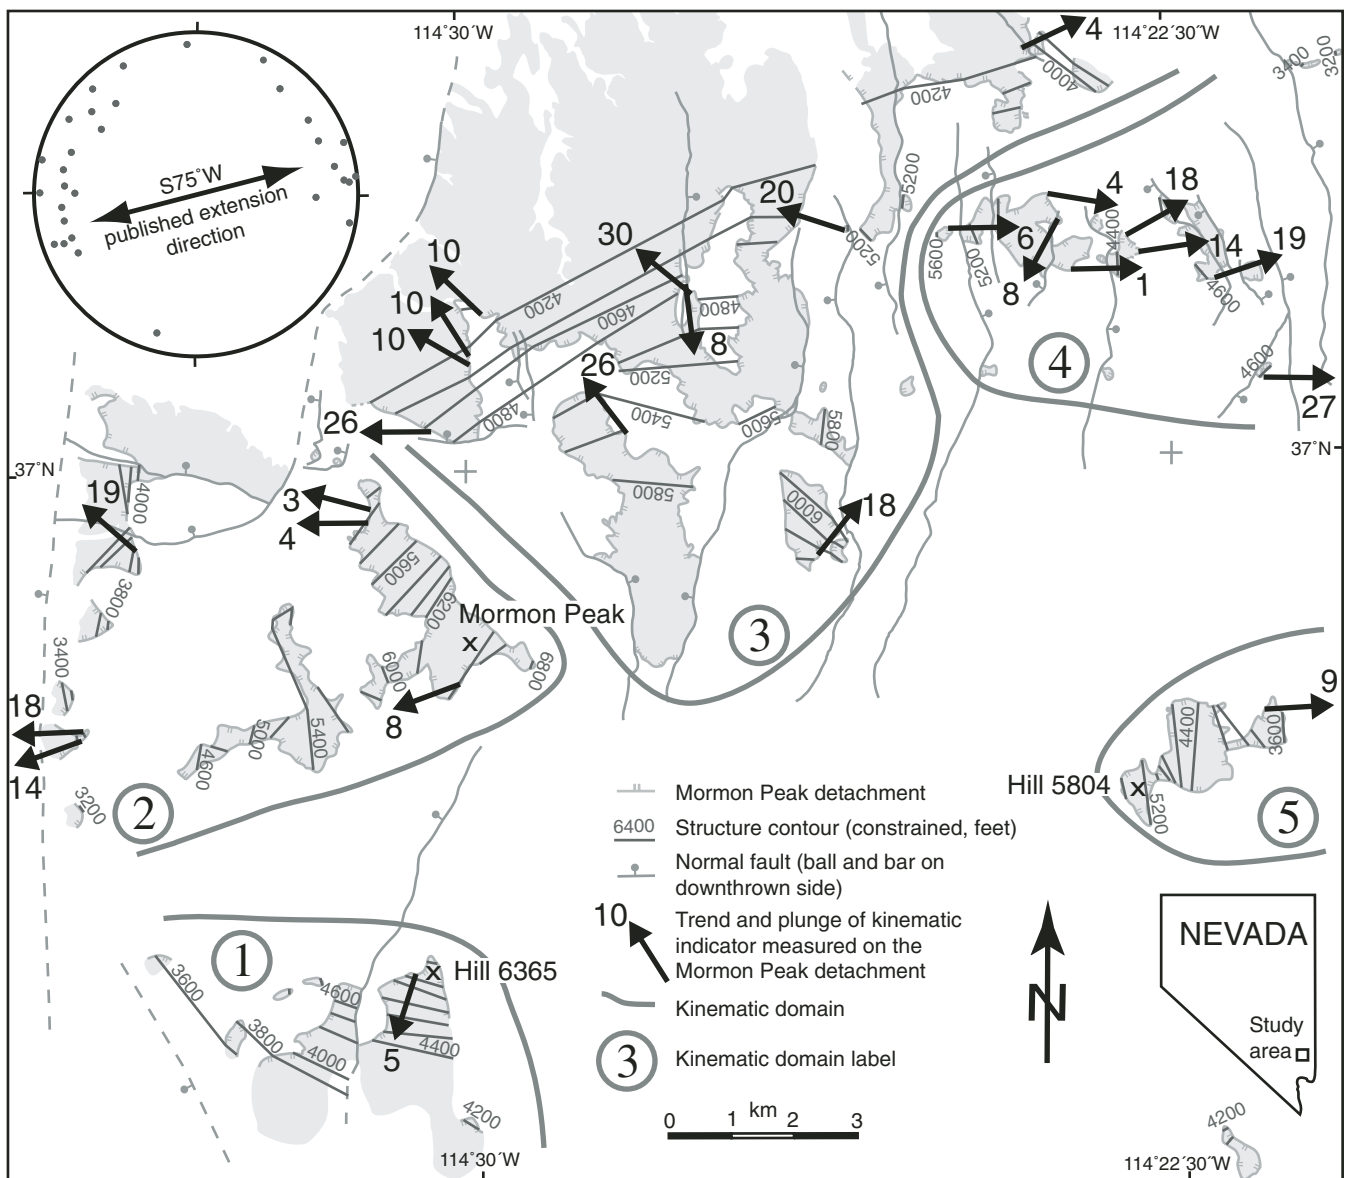 114°30´W
114°22´30˝W
4
4000
3400
3200
4200
S75°W
published extension
direction
5200
20
5200
4
18
30
10
4200
4600
4800
8
5600
5200
6
8
4400
1
14
19
4600
10
10
26
5200
5400
5600
5800
4800
4
4600
27
26
37°N
37°N
19
4000
3
4
5800
6000
18
5600
6200
3800
Mormon Peak
x
3
3400
6000
6800
18
14
8
5000
5400
4600
3200
2
9
4400
3600
Hill 5804
x
5200
5
Mormon Peak detachment
6400
Structure contour (constrained, feet)
Normal fault (ball and bar on
downthrown side)
10
Trend and plunge of kinematic
indicator measured on the
Mormon Peak detachment
Kinematic domain
3
Kinematic domain label
0 1 km 2 3
N
NEVADA
Study
area
1
x Hill 6365
3600
4600
3800
4000
5
4400
4200
4200
114°30´W
114°22´30˝W